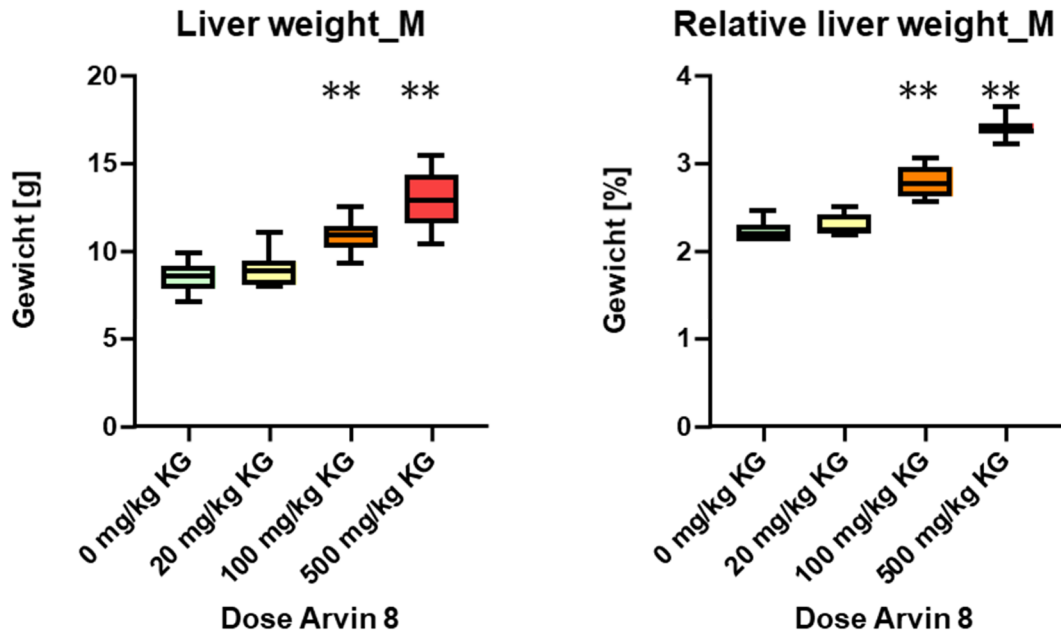 Liver weight_M
** **
20
15
10
5
0
Gewicht [g]
0 mg/kg KG
20 mg/kg KG
100 mg/kg KG
500 mg/kg KG
Dose Arvin 8
Relative liver weight_M
** **
4
3
2
1
0
Gewicht [%]
0 mg/kg KG
20 mg/kg KG
100 mg/kg KG
500 mg/kg KG
Dose Arvin 8